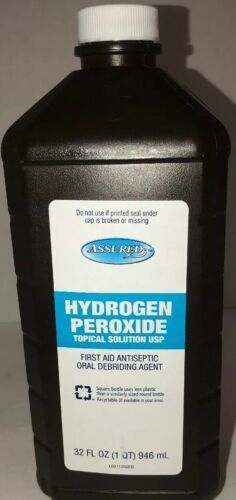 Do not use if printed seal under
cap is broken or missing
ASSURED
HYDROGEN
PEROXIDE
TOPICAL SOLUTION USP
FIRST AID ANTISEPTIC
ORAL DEBRIDING AGENT
Square bottle uses less plastic
than a similarly sized round bottle
Recyclable (if available in your area)
32 FL OZ (1 QT) 946 mL